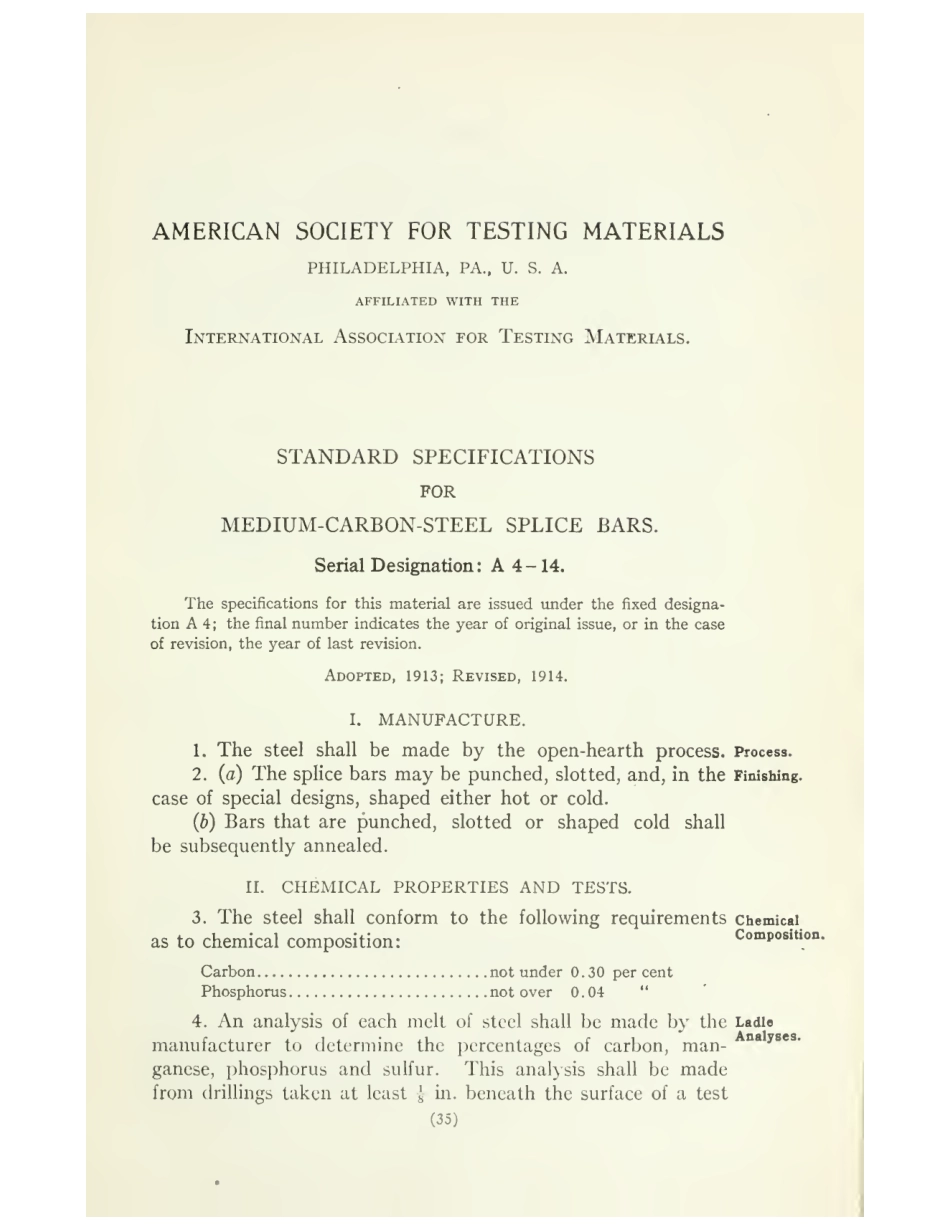 AMERICAN SOCIETY FOR TESTING MATERIALS
PHILADELPHIA, PA., U. S. A.
AFFILIATED WITH THE
INTERNATIONAL ASSOCIATION FOR TESTING MATERIALS.
STANDARD SPECIFICATIONS
FOR
MEDIUM-CARBON-STEEL SPLICE BARS.
Serial Designation: A 4–14.
The specifications for this material are issued under the fixed designa-
tion A 4; the final number indicates the year of original issue, or in the case
of revision, the year of last revision.
ADOPTED, 1913; REVISED, 1914.
I. MANUFACTURE.
1. The steel shall be made by the open-hearth process. Process.
2. (a) The splice bars may be punched, slotted, and, in the Finishing.
case of special designs, shaped either hot or cold.
(b) Bars that are punched, slotted or shaped cold shall
be subsequently annealed.
II. CHEMICAL PROPERTIES AND TESTS.
3. The steel shall conform to the following requirements Chemical
as to chemical composition: Composition.
Carbon............................not under 0.30 per cent
Phosphorus........................not over 0.04 "
4. An analysis of each melt of steel shall be made by the Ladle
manufacturer to determine the percentages of carbon, man- Analyses.
ganese, phosphorus and sulfur. This analysis shall be made
from drillings taken at least 1/8 in. beneath the surface of a test
(35)